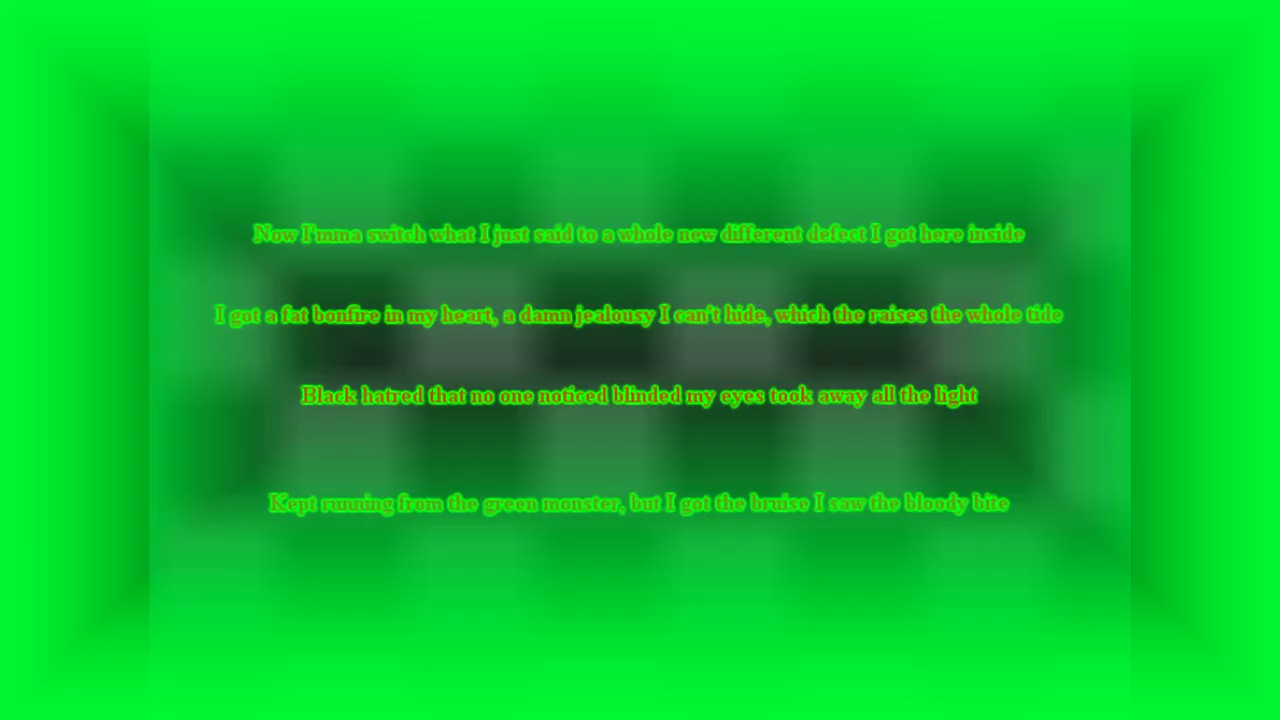 Now I'mma switch what I just said to a whole new different defect I got here inside
I got a fat bonfire in my heart, a damn jealousy I can't hide, which the raises the whole tide
Black hatred that no one noticed blinded my eyes took away all the light
Kept running from the green monster, but I got the bruise I saw the bloody bite